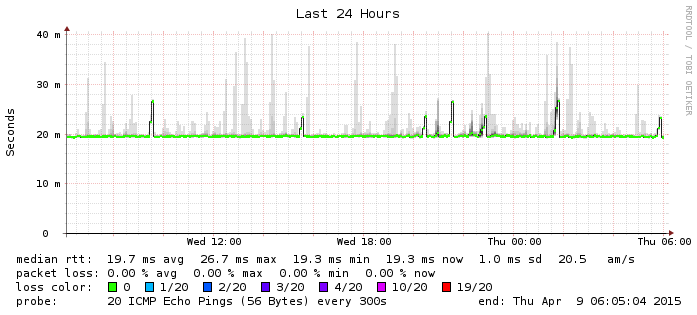 Last 24 Hours
RRDTOOL / TOBI OETIKER
Seconds
40 m
30 m
20 m
10 m
0
Wed 12:00 Wed 18:00 Thu 00:00 Thu 06:00
median rtt: 19.7 ms avg 26.7 ms max 19.3 ms min 19.3 ms now 1.0 ms sd 20.5 am/s
packet loss: 0.00 % avg 0.00 % max 0.00 % min 0.00 % now
loss color: 0 1/20 2/20 3/20 4/20 10/20 19/20
probe: 20 ICMP Echo Pings (56 Bytes) every 300s end: Thu Apr 9 06:05:04 2015